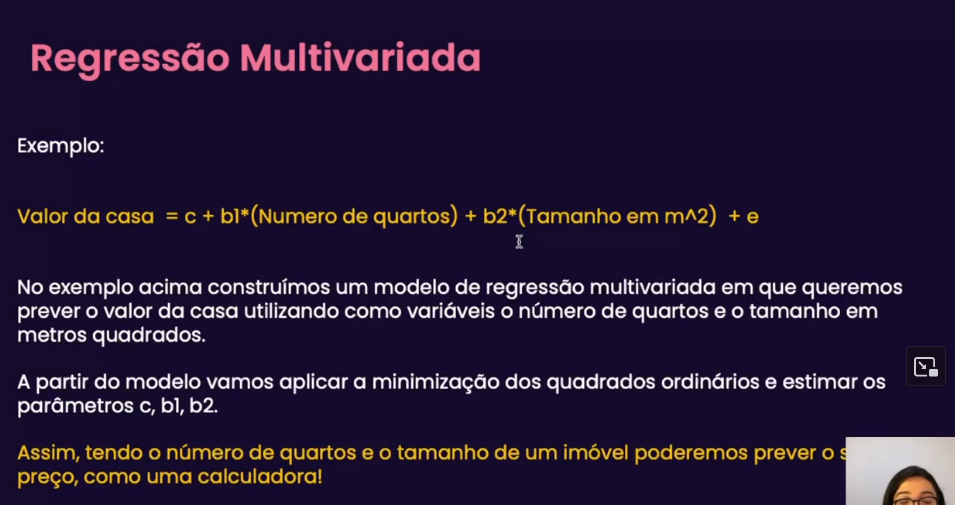 Regressão Multivariada
Exemplo:
Valor da casa = c + b1*(Numero de quartos) + b2*(Tamanho em m^2) + e
No exemplo acima construímos um modelo de regressão multivariada em que queremos
prever o valor da casa utilizando como variáveis o número de quartos e o tamanho em
metros quadrados.
A partir do modelo vamos aplicar a minimização dos quadrados ordinários e estimar os
parâmetros c, b1, b2.
Assim, tendo o número de quartos e o tamanho de um imóvel poderemos prever o
preço, como uma calculadora!